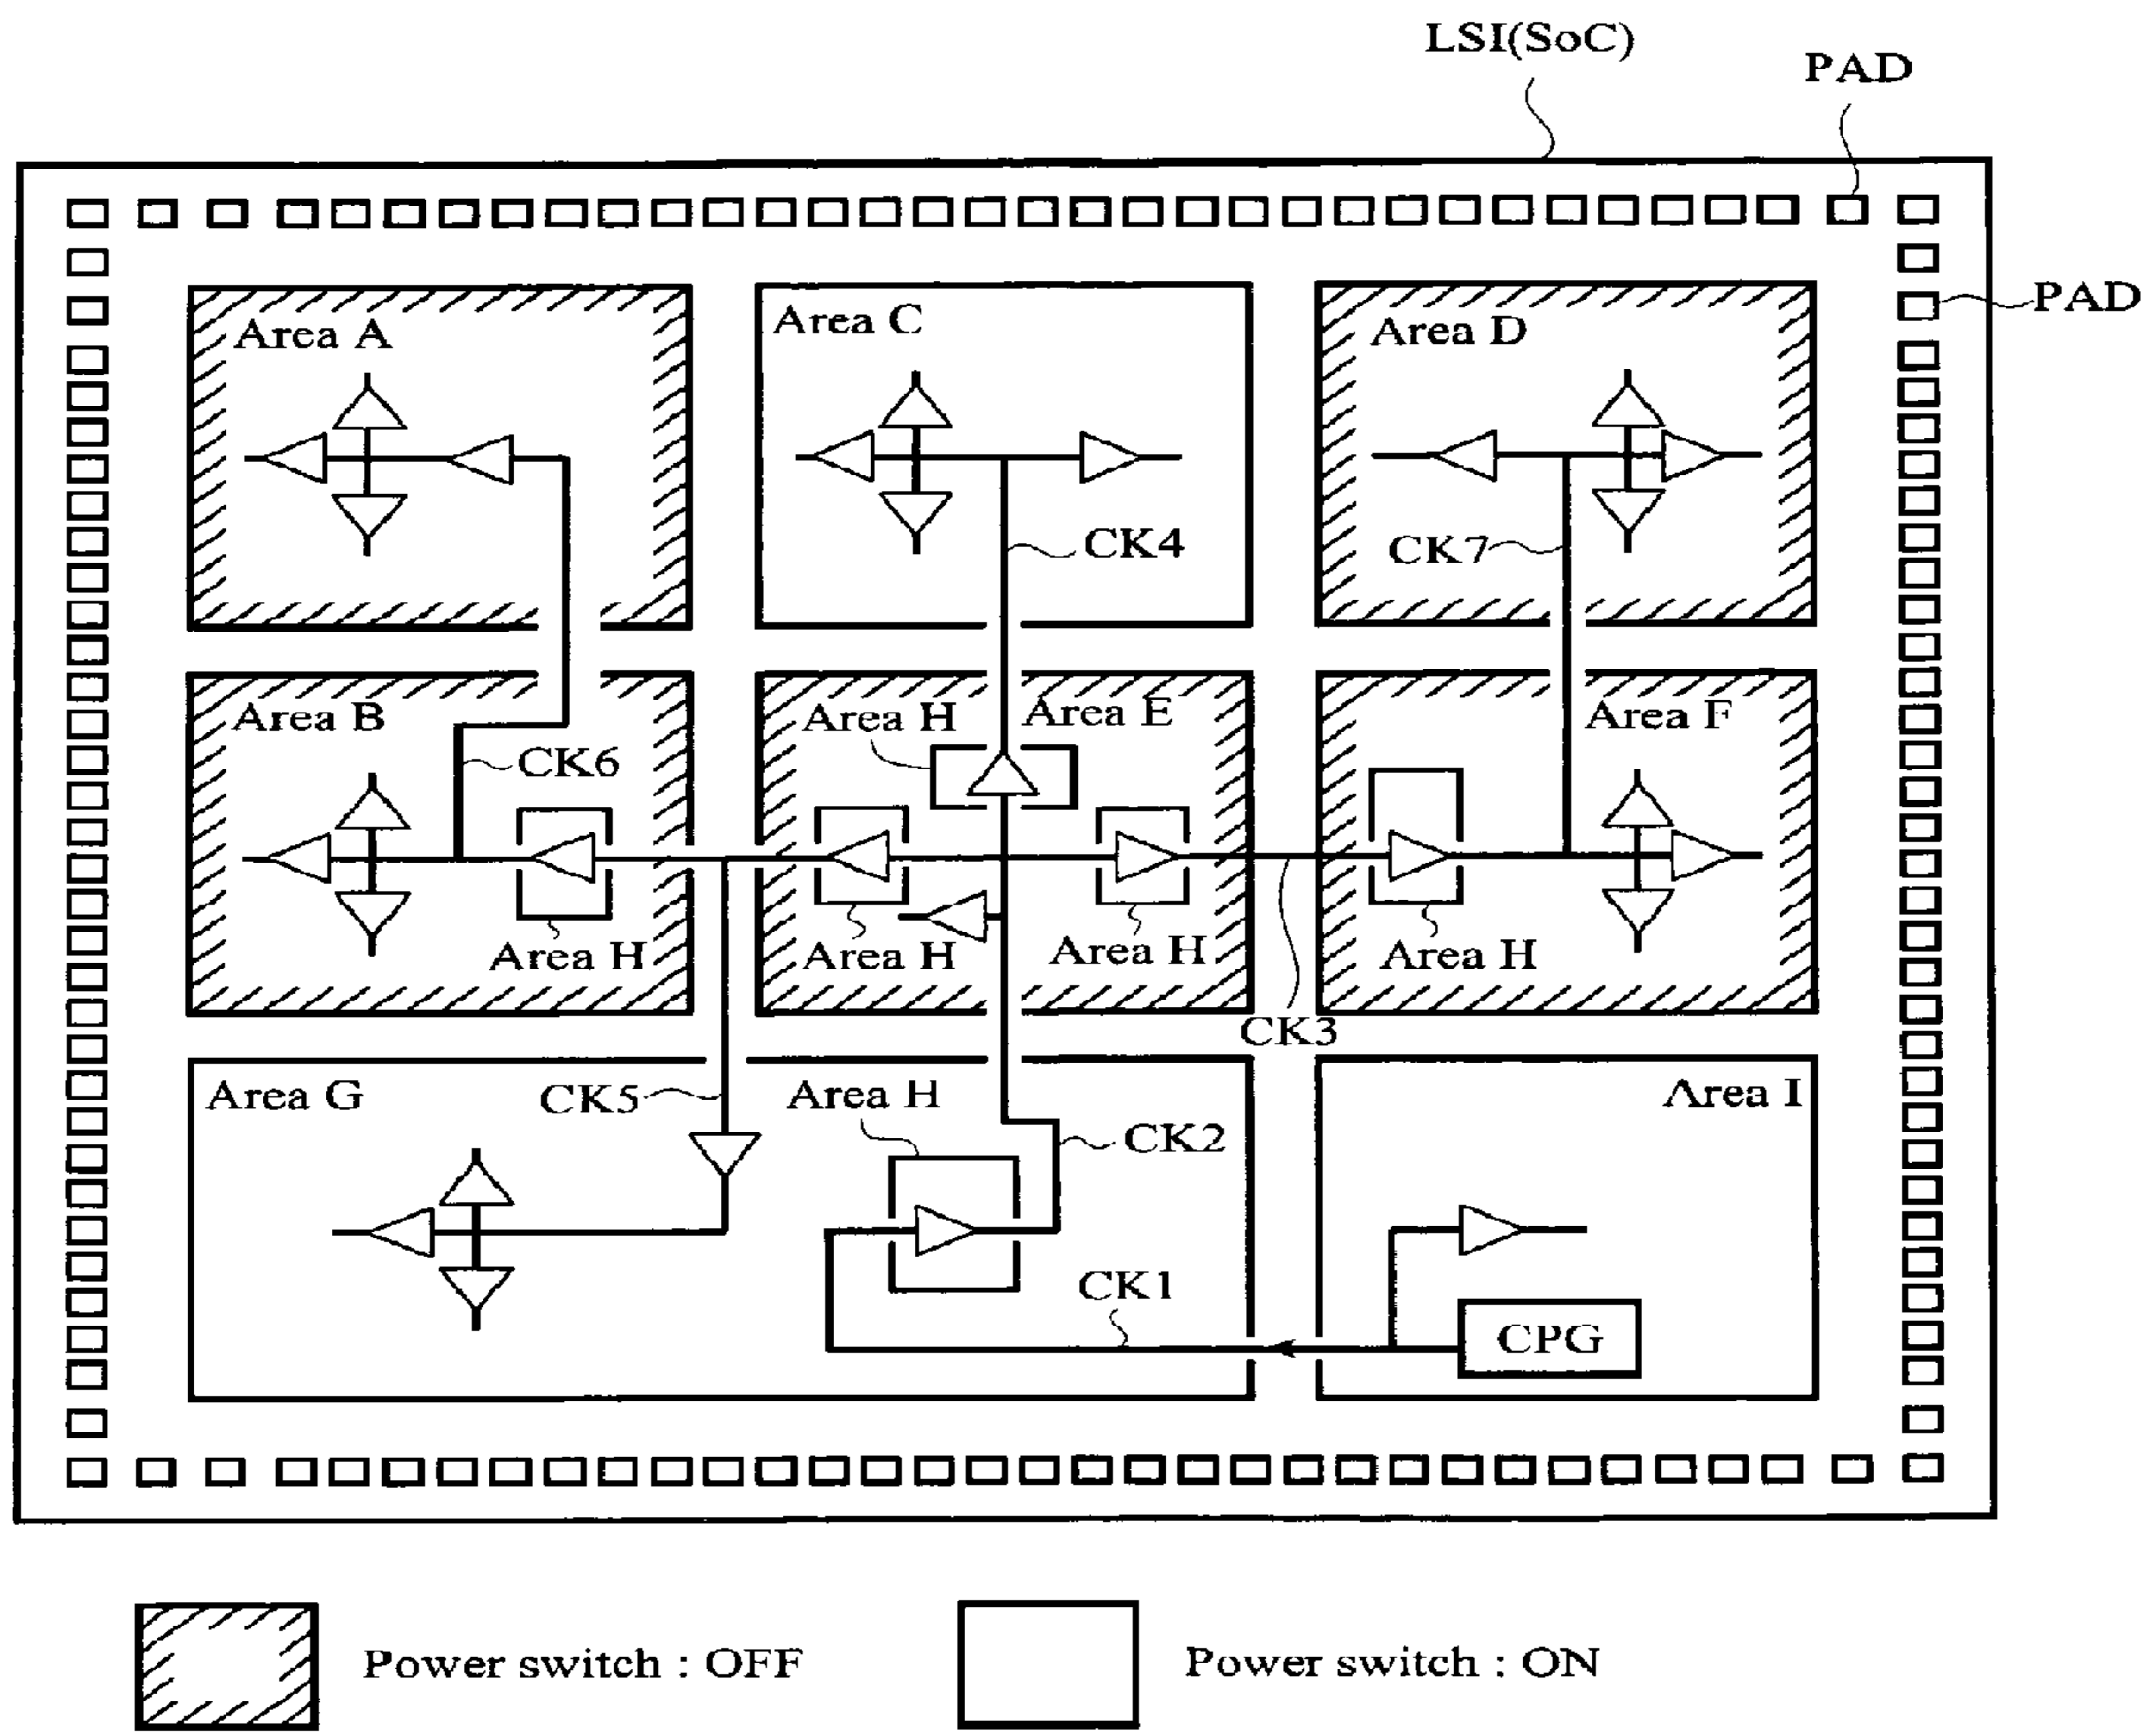 LSI(SoC)
PAD
PAD
Area A
Area C
Area D
CK4
CK7
Area B
Area H
Area E
Area F
CK6
Area H
Area H
Area H
Area H
CK3
Area G
CK5
Area H
CK2
Area I
CK1
CPG
Power switch : OFF
Power switch : ON